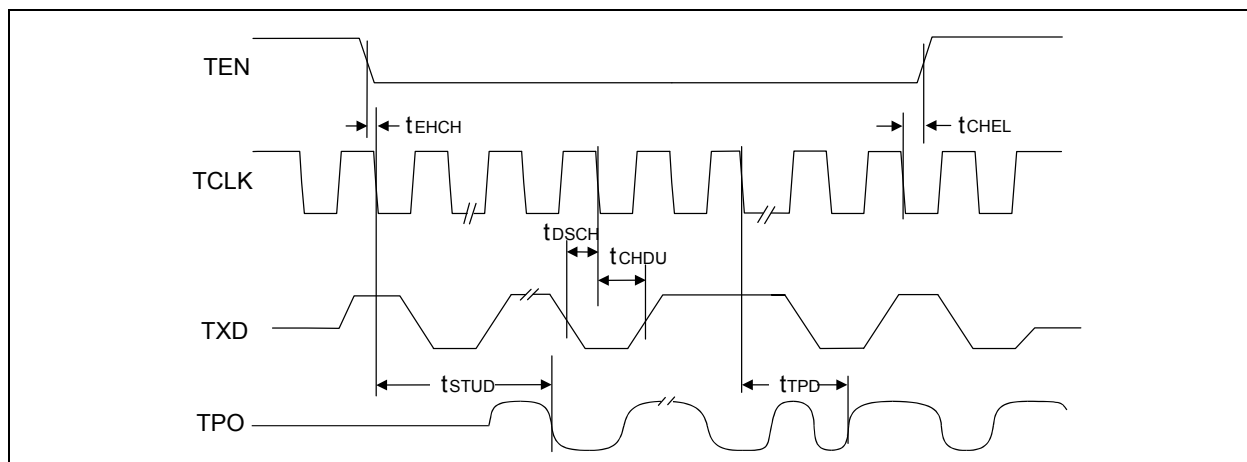 TEN
tEHCH
tCHEL
TCLK
tDSCH
tCHDU
TXD
tSTUD
tTPD
TPO